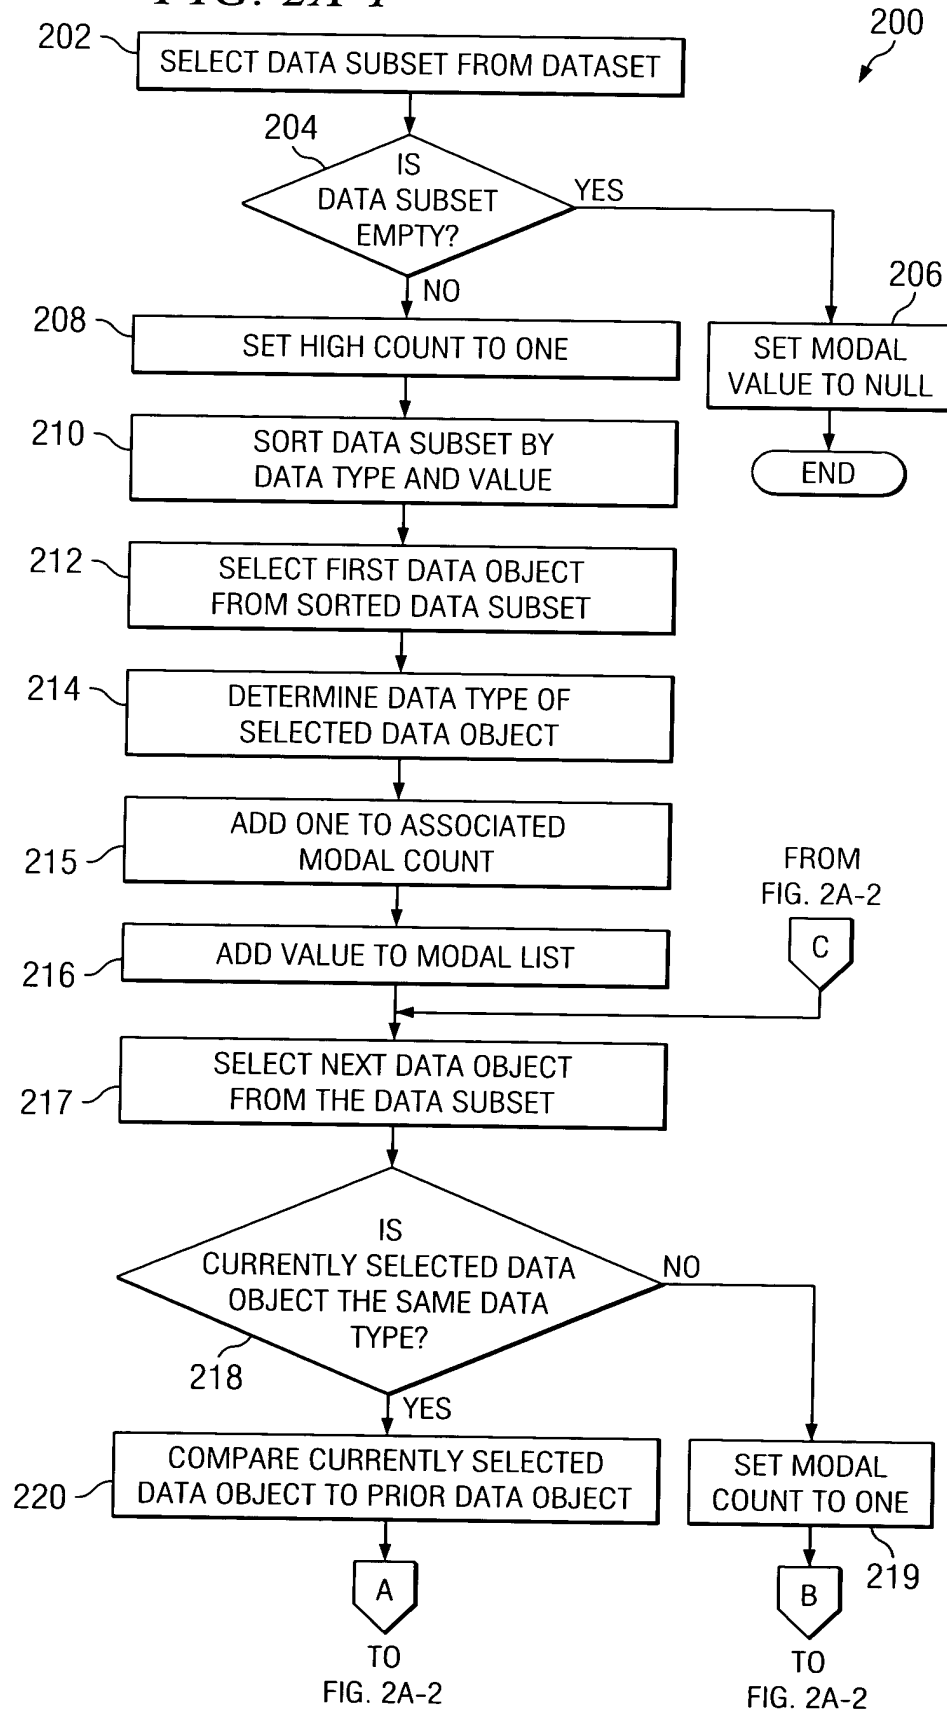 FIG. 2A-1
200
202
SELECT DATA SUBSET FROM DATASET
204
IS
DATA SUBSET
EMPTY?
YES
NO
206
SET MODAL
VALUE TO NULL
END
208
SET HIGH COUNT TO ONE
210
SORT DATA SUBSET BY
DATA TYPE AND VALUE
212
SELECT FIRST DATA OBJECT
FROM SORTED DATA SUBSET
214
DETERMINE DATA TYPE OF
SELECTED DATA OBJECT
215
ADD ONE TO ASSOCIATED
MODAL COUNT
FROM
FIG. 2A-2
C
216
ADD VALUE TO MODAL LIST
217
SELECT NEXT DATA OBJECT
FROM THE DATA SUBSET
IS
CURRENTLY SELECTED DATA
OBJECT THE SAME DATA
TYPE?
218
NO
YES
220
COMPARE CURRENTLY SELECTED
DATA OBJECT TO PRIOR DATA OBJECT
SET MODAL
COUNT TO ONE
219
A
TO
FIG. 2A-2
B
TO
FIG. 2A-2